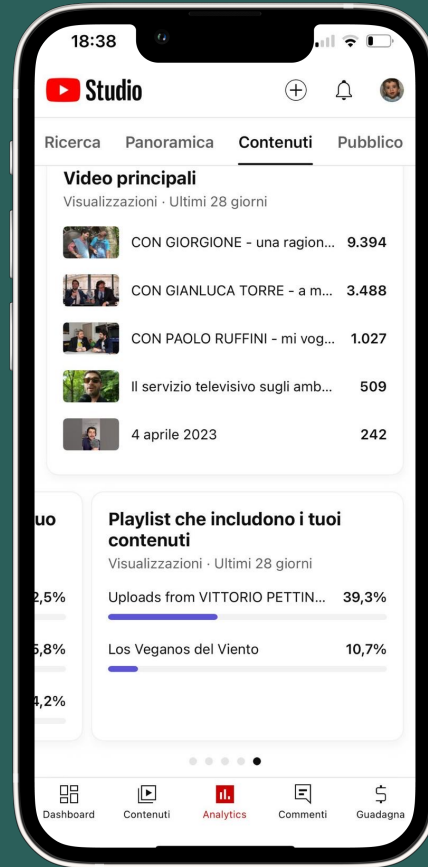 18:38
Studio
Ricerca Panoramica Contenuti Pubblico
Video principali
Visualizzazioni · Ultimi 28 giorni
CON GIORGIONE - una ragion... 9.394
CON GIANLUCA TORRE - a m... 3.488
CON PAOLO RUFFINI - mi vog... 1.027
Il servizio televisivo sugli amb... 509
4 aprile 2023 242
uo
2,5%
5,8%
4,2%
Playlist che includono i tuoi
contenuti
Visualizzazioni · Ultimi 28 giorni
Uploads from VITTORIO PETTIN... 39,3%
Los Veganos del Viento 10,7%
Dashboard Contenuti Analytics Commenti Guadagna